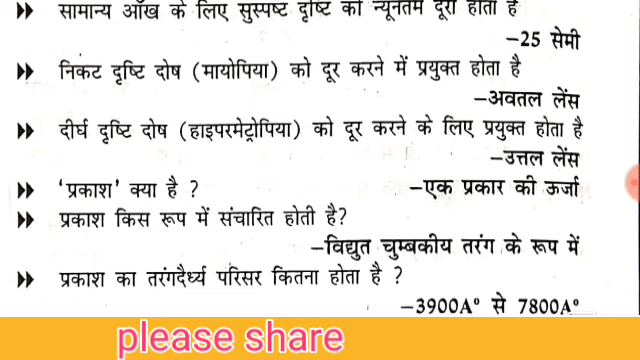 ▸▸ सामान्य आँख के लिए सुस्पष्ट दृष्टि की न्यूनतम दूरी होती है
–25 सेमी
▸▸ निकट दृष्टि दोष (मायोपिया) को दूर करने में प्रयुक्त होता है
–अवतल लेंस
▸▸ दीर्घ दृष्टि दोष (हाइपरमेट्रोपिया) को दूर करने के लिए प्रयुक्त होता है
–उत्तल लेंस
▸▸ ‘प्रकाश’ क्या है ? –एक प्रकार की ऊर्जा
▸▸ प्रकाश किस रूप में संचारित होती है?
–विद्युत चुम्बकीय तरंग के रूप में
▸▸ प्रकाश का तरंगदैर्ध्य परिसर कितना होता है ?
–3900A° से 7800A°
please share